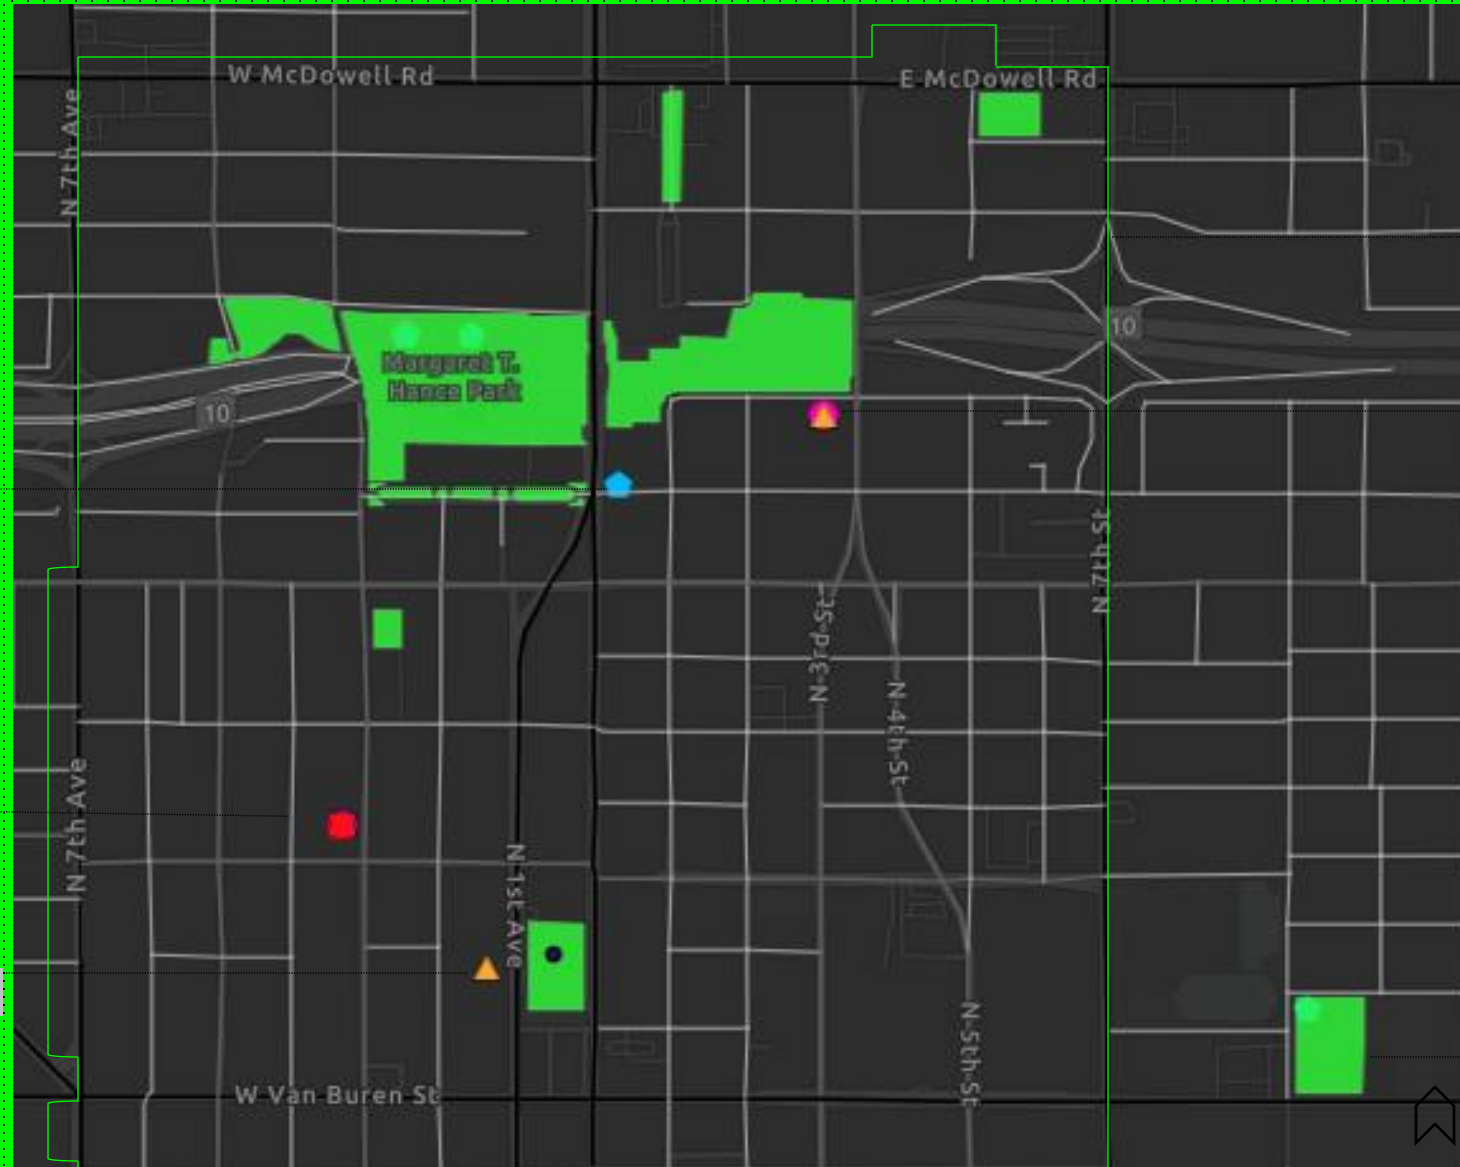 W McDowell Rd
E McDowell Rd
N 7th Ave
10
Margaret T.
Hance Park
10
N 7th St
N 3rd St
N 4th St
N 7th Ave
N 1st Ave
N 5th St
W Van Buren St